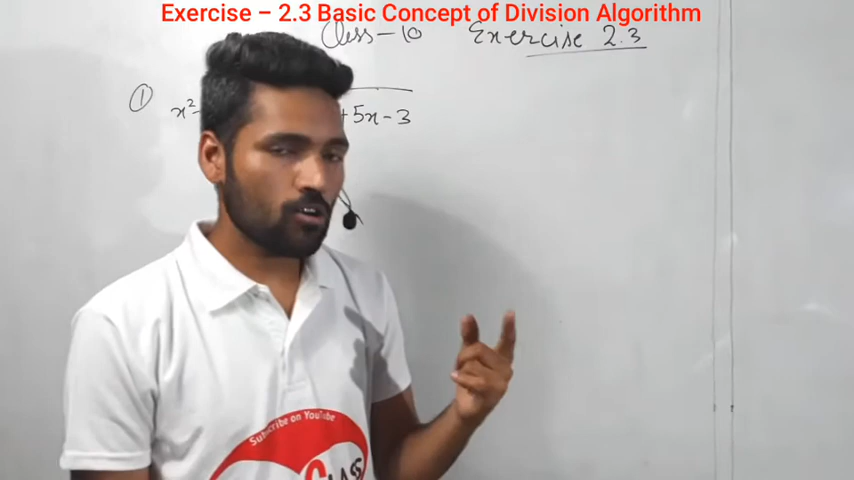 Exercise – 2.3 Basic Concept of Division Algorithm
Class-10 Exercise 2.3
① x²- +5x-3
Subscribe on YouTube
CLASS